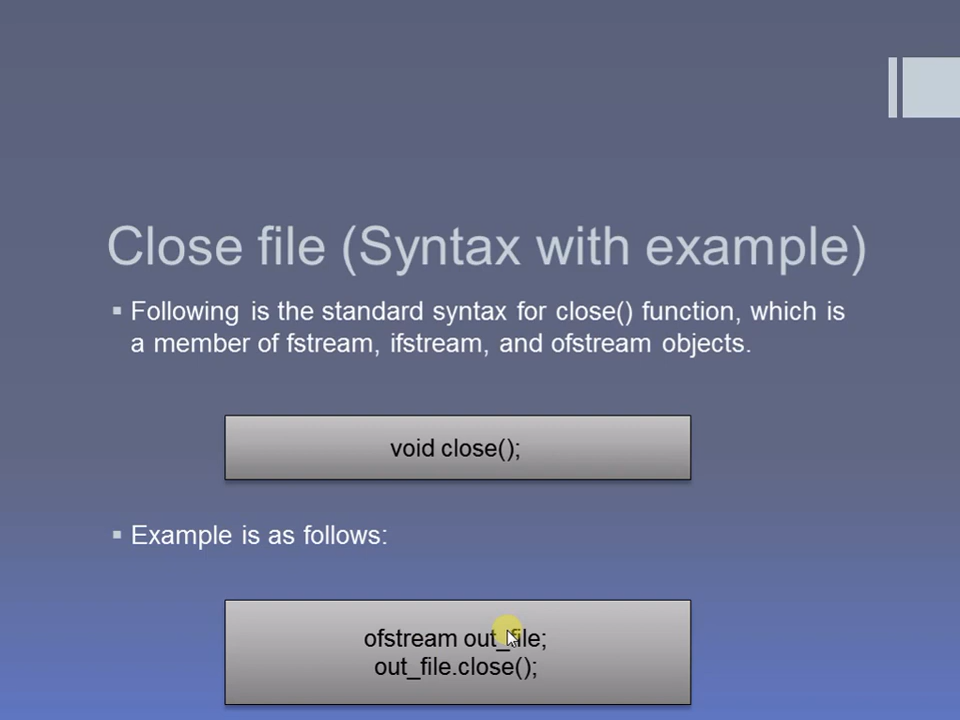 Close file (Syntax with example)
Following is the standard syntax for close() function, which is
a member of fstream, ifstream, and ofstream objects.
void close();
Example is as follows:
ofstream out_file;
out_file.close();